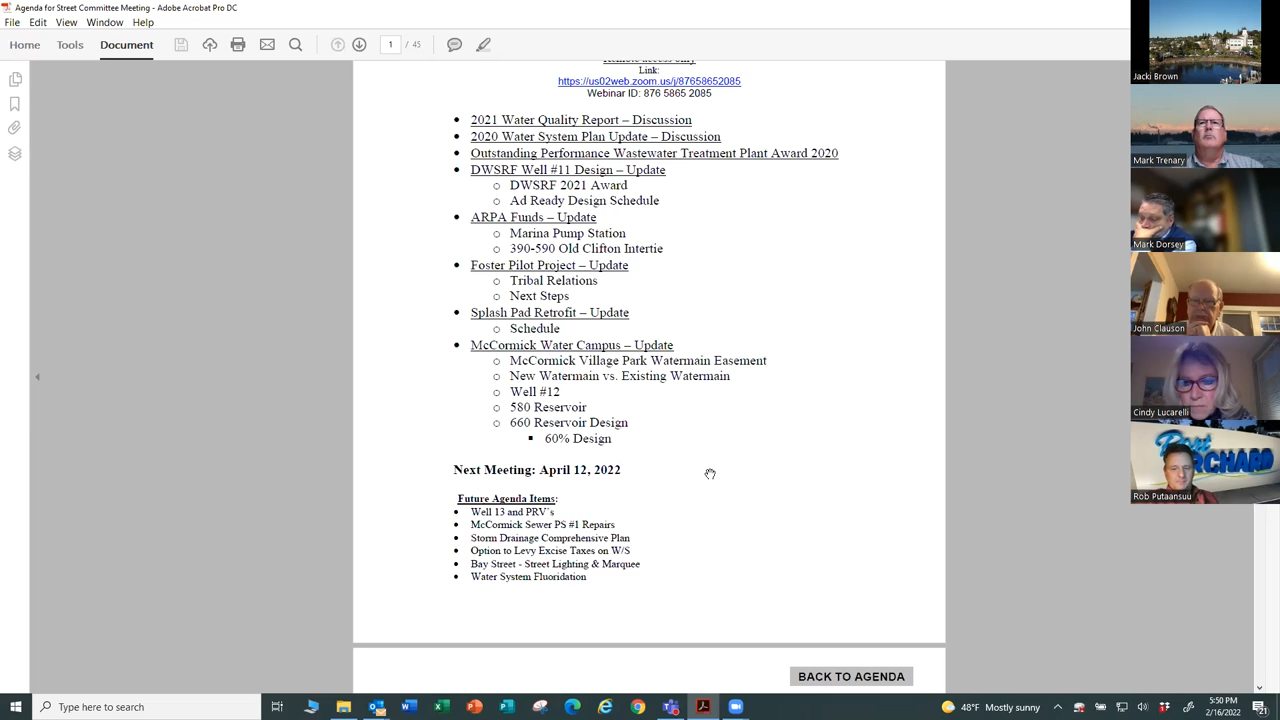 Agenda for Street Committee Meeting - Adobe Acrobat Pro DC
File Edit View Window Help
Home Tools Document 1 / 45
Remote access only
Link:
https://us02web.zoom.us/j/87658652085
Webinar ID: 876 5865 2085
• 2021 Water Quality Report – Discussion
• 2020 Water System Plan Update – Discussion
• Outstanding Performance Wastewater Treatment Plant Award 2020
• DWSRF Well #11 Design – Update
o DWSRF 2021 Award
o Ad Ready Design Schedule
• ARPA Funds – Update
o Marina Pump Station
o 390-590 Old Clifton Intertie
• Foster Pilot Project – Update
o Tribal Relations
o Next Steps
• Splash Pad Retrofit – Update
o Schedule
• McCormick Water Campus – Update
o McCormick Village Park Watermain Easement
o New Watermain vs. Existing Watermain
o Well #12
o 580 Reservoir
o 660 Reservoir Design
▪ 60% Design
Next Meeting: April 12, 2022
Future Agenda Items:
• Well 13 and PRV's
• McCormick Sewer PS #1 Repairs
• Storm Drainage Comprehensive Plan
• Option to Levy Excise Taxes on W/S
• Bay Street - Street Lighting & Marquee
• Water System Fluoridation
BACK TO AGENDA
Jacki Brown
Mark Trenary
Mark Dorsey
John Clauson
Cindy Lucarelli
Port
ORCHARD
Rob Putaansuu
Type here to search
48°F Mostly sunny
5:50 PM
2/16/2022
21